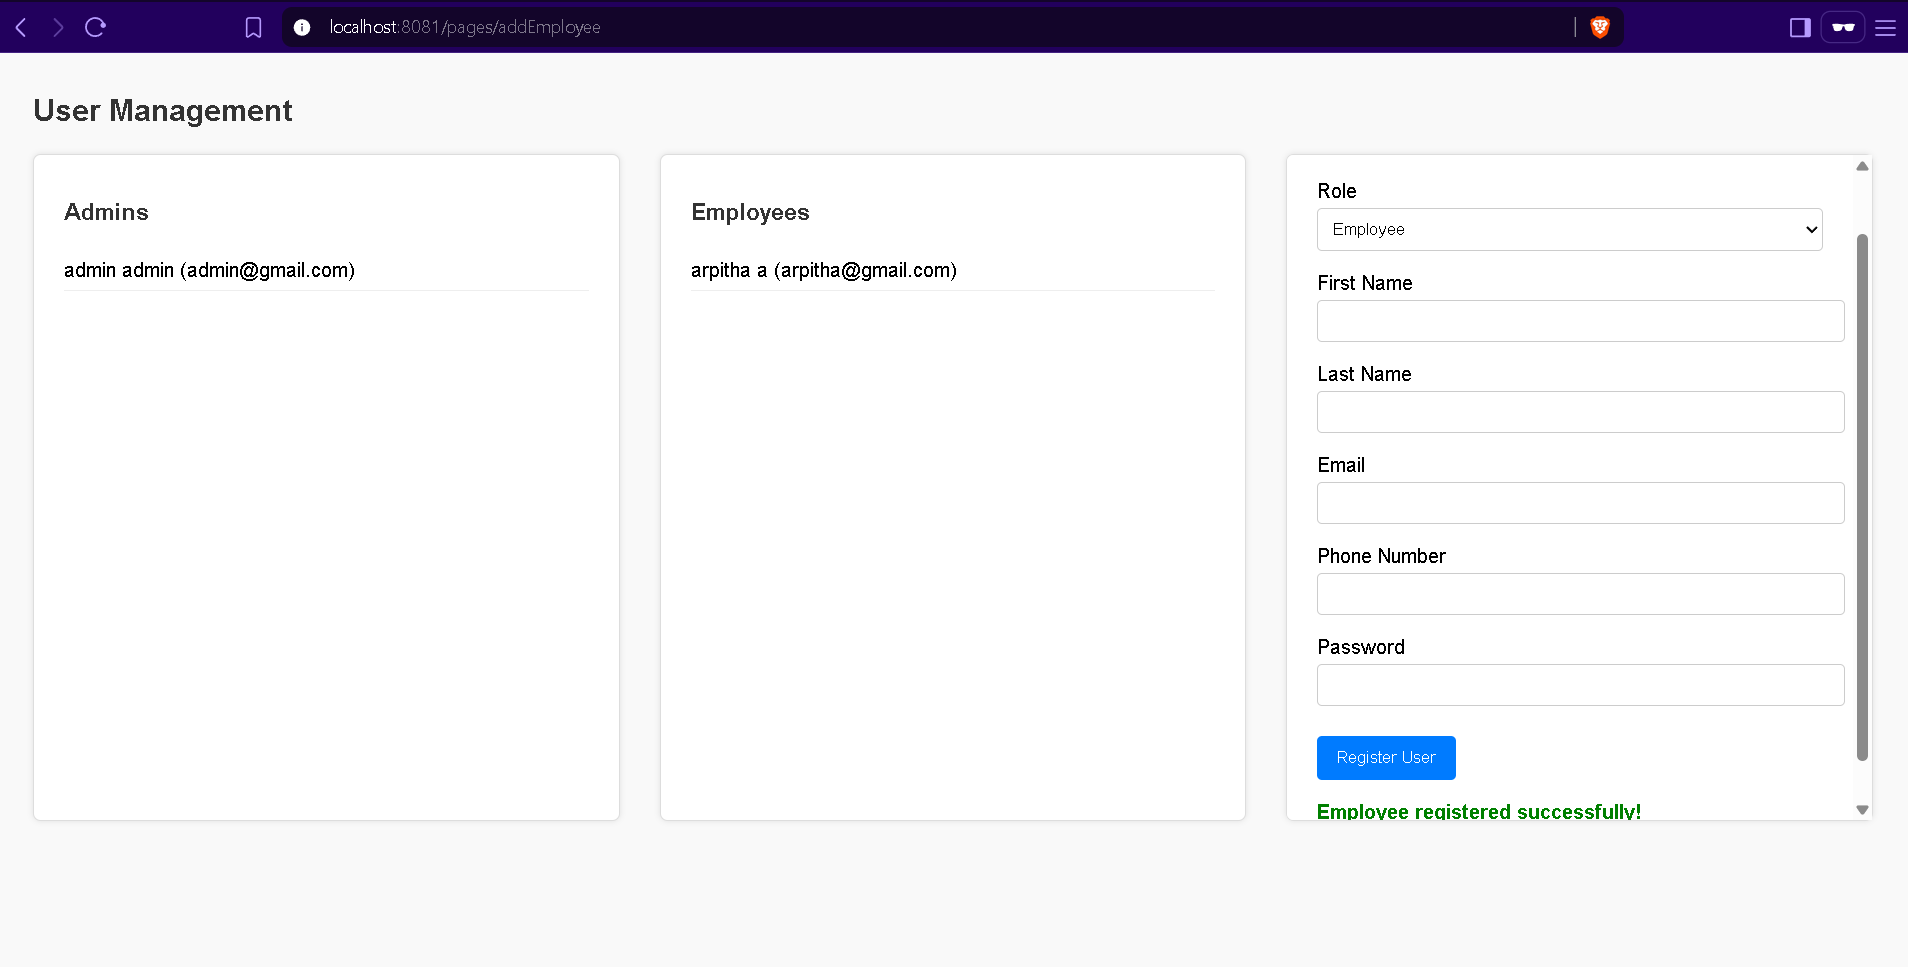 localhost:8081/pages/addEmployee
User Management
Admins
admin admin (admin@gmail.com)
Employees
arpitha a (arpitha@gmail.com)
Role
Employee
First Name
Last Name
Email
Phone Number
Password
Register User
Employee registered successfully!